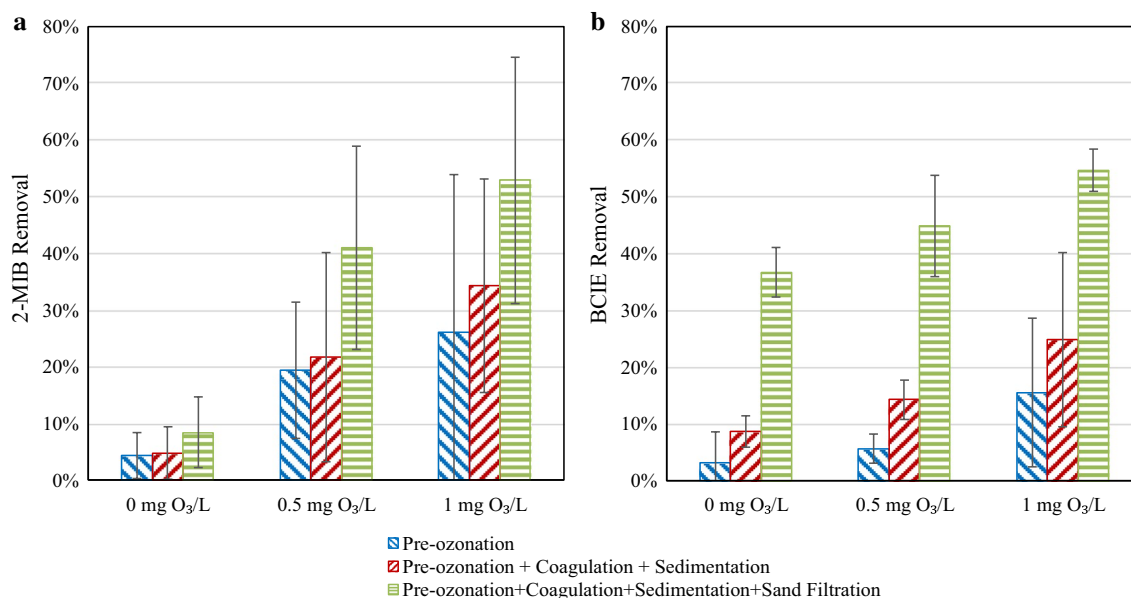 a
80%
70%
60%
50%
40%
30%
20%
10%
0%
2-MIB Removal
0 mg O₃/L
0.5 mg O₃/L
1 mg O₃/L
b
80%
70%
60%
50%
40%
30%
20%
10%
0%
BCIE Removal
0 mg O₃/L
0.5 mg O₃/L
1 mg O₃/L
Pre-ozonation
Pre-ozonation + Coagulation + Sedimentation
Pre-ozonation+Coagulation+Sedimentation+Sand Filtration